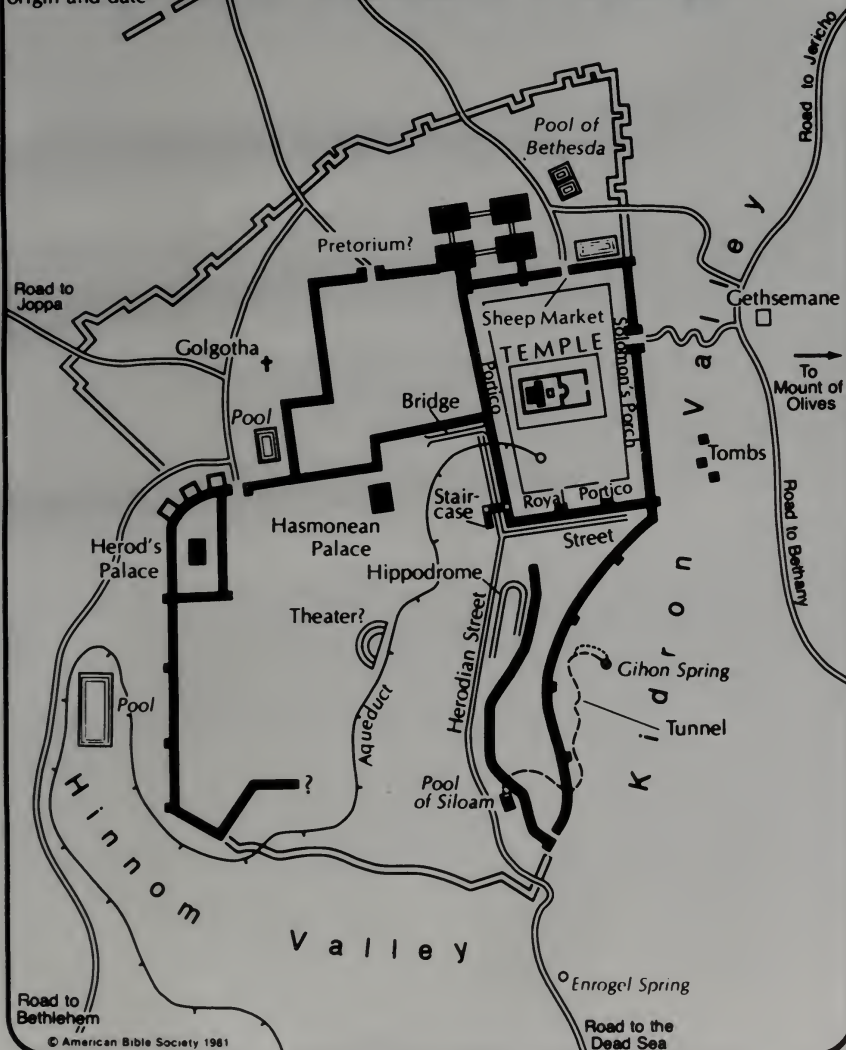 origin and date
Road to Jericho
Pool of
Bethesda
Pretorium?
Road to
Joppa
Sheep Market
Gethsemane
TEMPLE
Solomon's Porch
Portico
Golgotha
To
Mount of
Olives
Bridge
Pool
Tombs
Road to Bethany
Stair-
case
Royal Portico
Street
Hasmonean
Palace
Herod's
Palace
Hippodrome
Theater?
Herodian Street
Gihon Spring
Kidron Valley
Tunnel
Pool
Aqueduct
Pool
of Siloam
?
Hinnom
Valley
Enrogel Spring
Road to
Bethlehem
Road to the
Dead Sea
© American Bible Society 1981